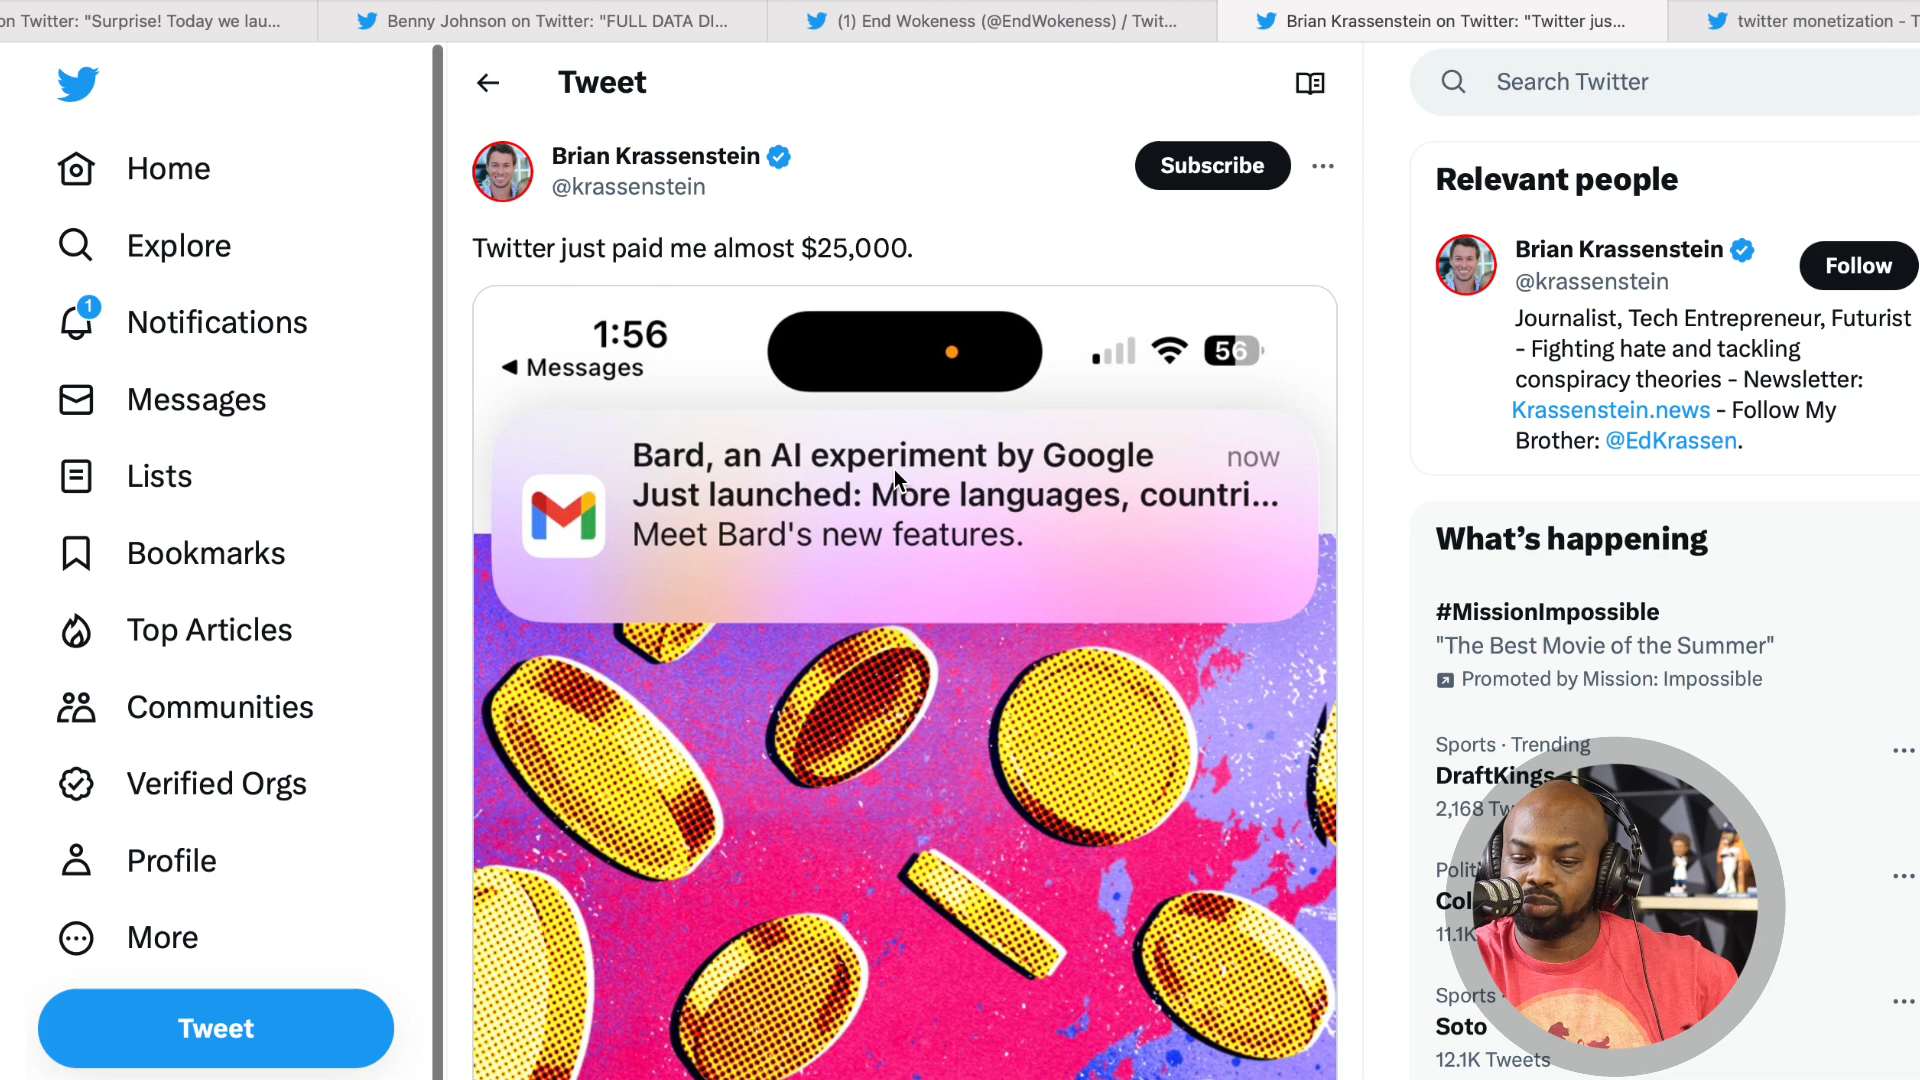 on Twitter: "Surprise! Today we lau...
Benny Johnson on Twitter: "FULL DATA DI...
(1) End Wokeness (@EndWokeness) / Twit...
Brian Krassenstein on Twitter: "Twitter jus...
twitter monetization - T
Home
Explore
1
Notifications
Messages
Lists
Bookmarks
Top Articles
Communities
Verified Orgs
Profile
More
Tweet
Tweet
Brian Krassenstein
@krassenstein
Subscribe
Twitter just paid me almost $25,000.
1:56
Messages
56
Bard, an AI experiment by Google
now
Just launched: More languages, countri...
Meet Bard's new features.
Search Twitter
Relevant people
Brian Krassenstein
@krassenstein
Follow
Journalist, Tech Entrepreneur, Futurist
- Fighting hate and tackling
conspiracy theories - Newsletter:
Krassenstein.news - Follow My
Brother: @EdKrassen.
What's happening
#MissionImpossible
"The Best Movie of the Summer"
Promoted by Mission: Impossible
Sports · Trending
DraftKings
2,168 Tw
Polit
Col
11.1K
Sports ·
Soto
12.1K Tweets